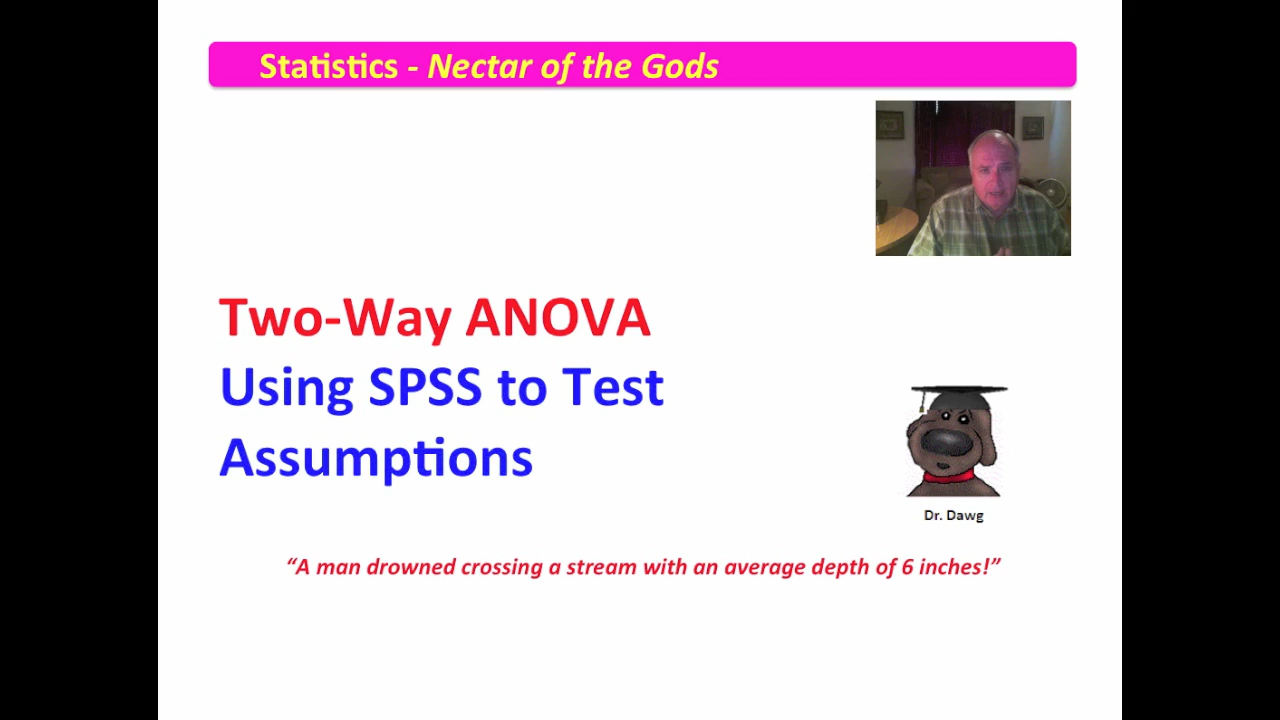 Statistics - Nectar of the Gods
Two-Way ANOVA
Using SPSS to Test
Assumptions
Dr. Dawg
“A man drowned crossing a stream with an average depth of 6 inches!”